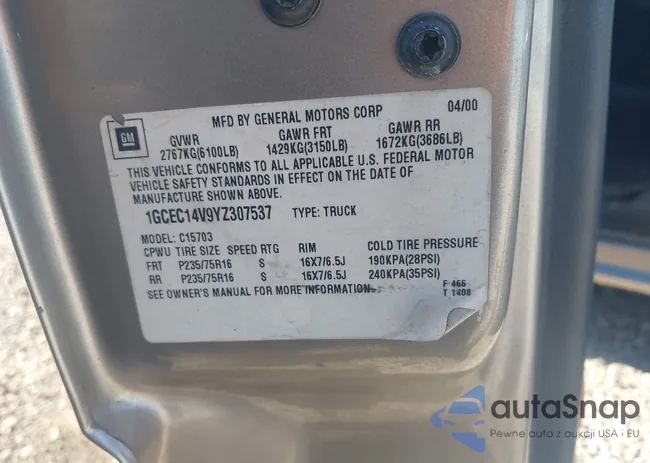 MFD BY GENERAL MOTORS CORP 04/00
GM
GVWR GAWR FRT GAWR RR
2767KG(6100LB) 1429KG(3150LB) 1672KG(3686LB)
THIS VEHICLE CONFORMS TO ALL APPLICABLE U.S. FEDERAL MOTOR
VEHICLE SAFETY STANDARDS IN EFFECT ON THE DATE OF
MANUFACTURE SHOWN ABOVE.
1GCEC14V9YZ307537 TYPE: TRUCK
MODEL: C15703
CPWU TIRE SIZE SPEED RTG RIM COLD TIRE PRESSURE
FRT P235/75R16 S 16X7/6.5J 190KPA(28PSI)
RR P235/75R16 S 16X7/6.5J 240KPA(35PSI)
SEE OWNER'S MANUAL FOR MORE INFORMATION.
F 466
T 1408
autaSnap
Pewne auta z aukcji USA i EU